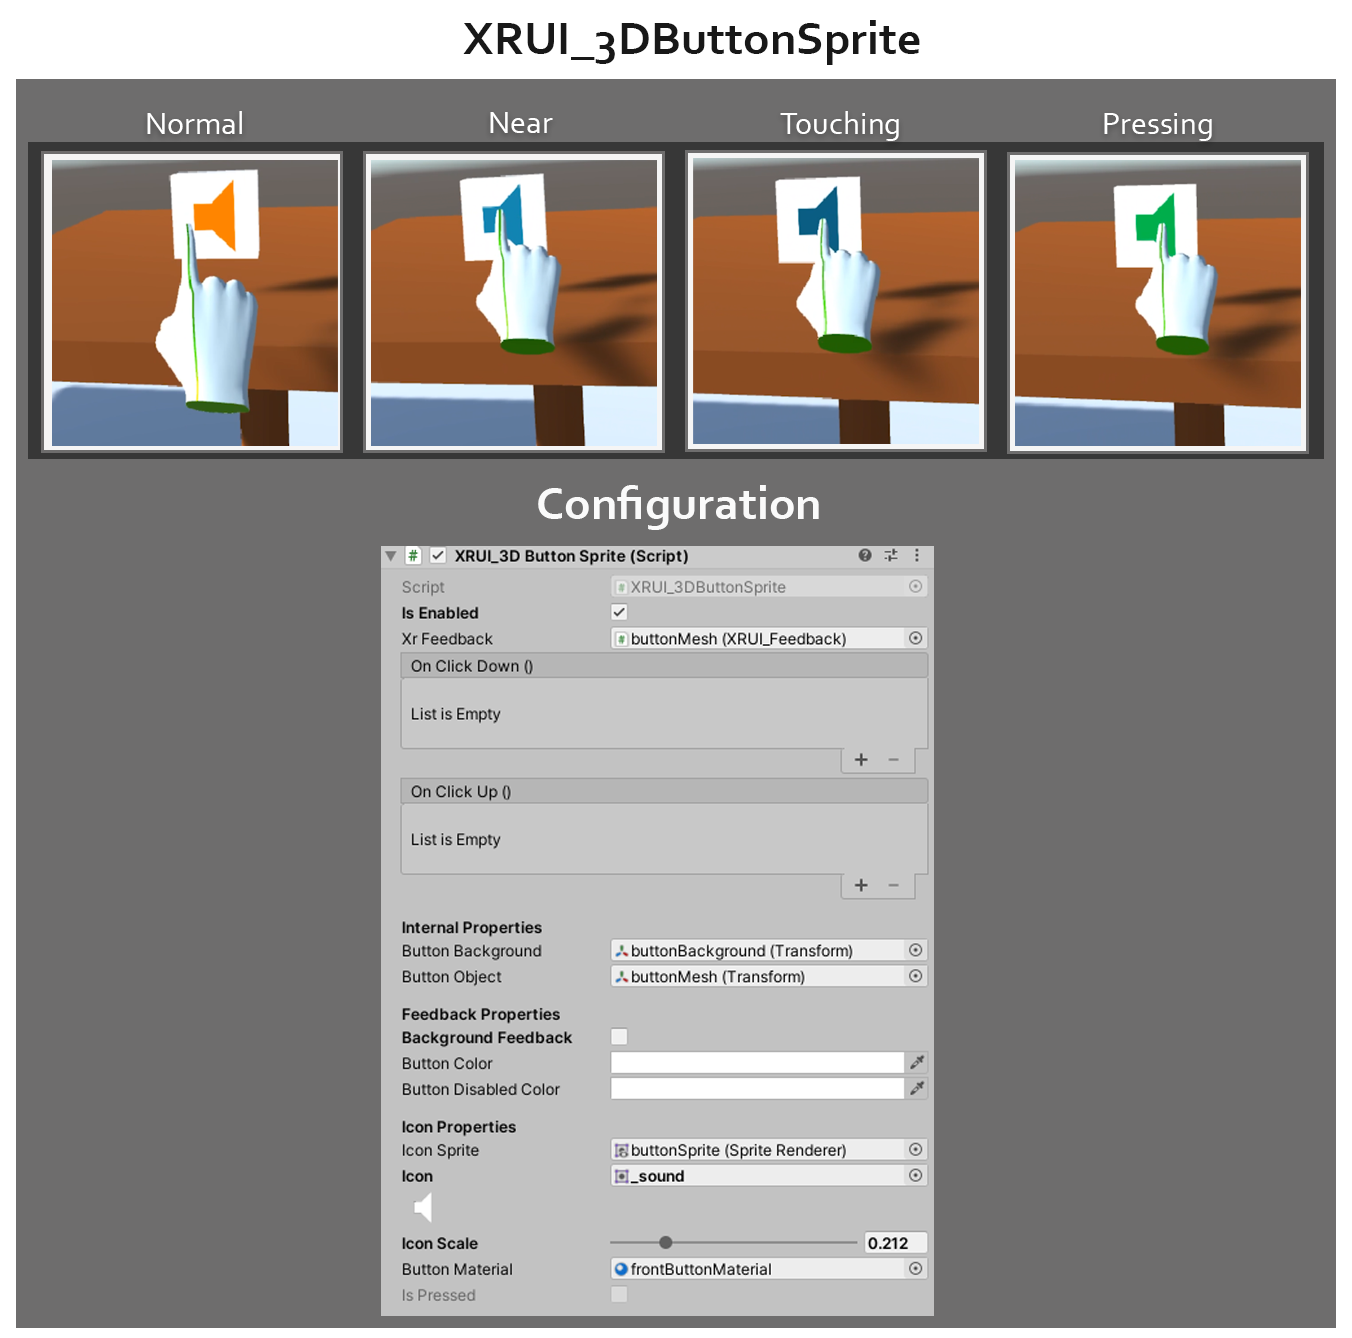 XRUI_3DButtonSprite
Normal Near Touching Pressing
Configuration
# XRUI_3D Button Sprite (Script)
Script # XRUI_3DButtonSprite
Is Enabled
Xr Feedback # buttonMesh (XRUI_Feedback)
On Click Down ()
List is Empty
+ −
On Click Up ()
List is Empty
+ −
Internal Properties
Button Background buttonBackground (Transform)
Button Object buttonMesh (Transform)
Feedback Properties
Background Feedback
Button Color
Button Disabled Color
Icon Properties
Icon Sprite buttonSprite (Sprite Renderer)
Icon _sound
Icon Scale 0.212
Button Material frontButtonMaterial
Is Pressed